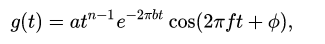 g(t) = at^{n-1}e^{-2πbt} cos(2πft + φ),